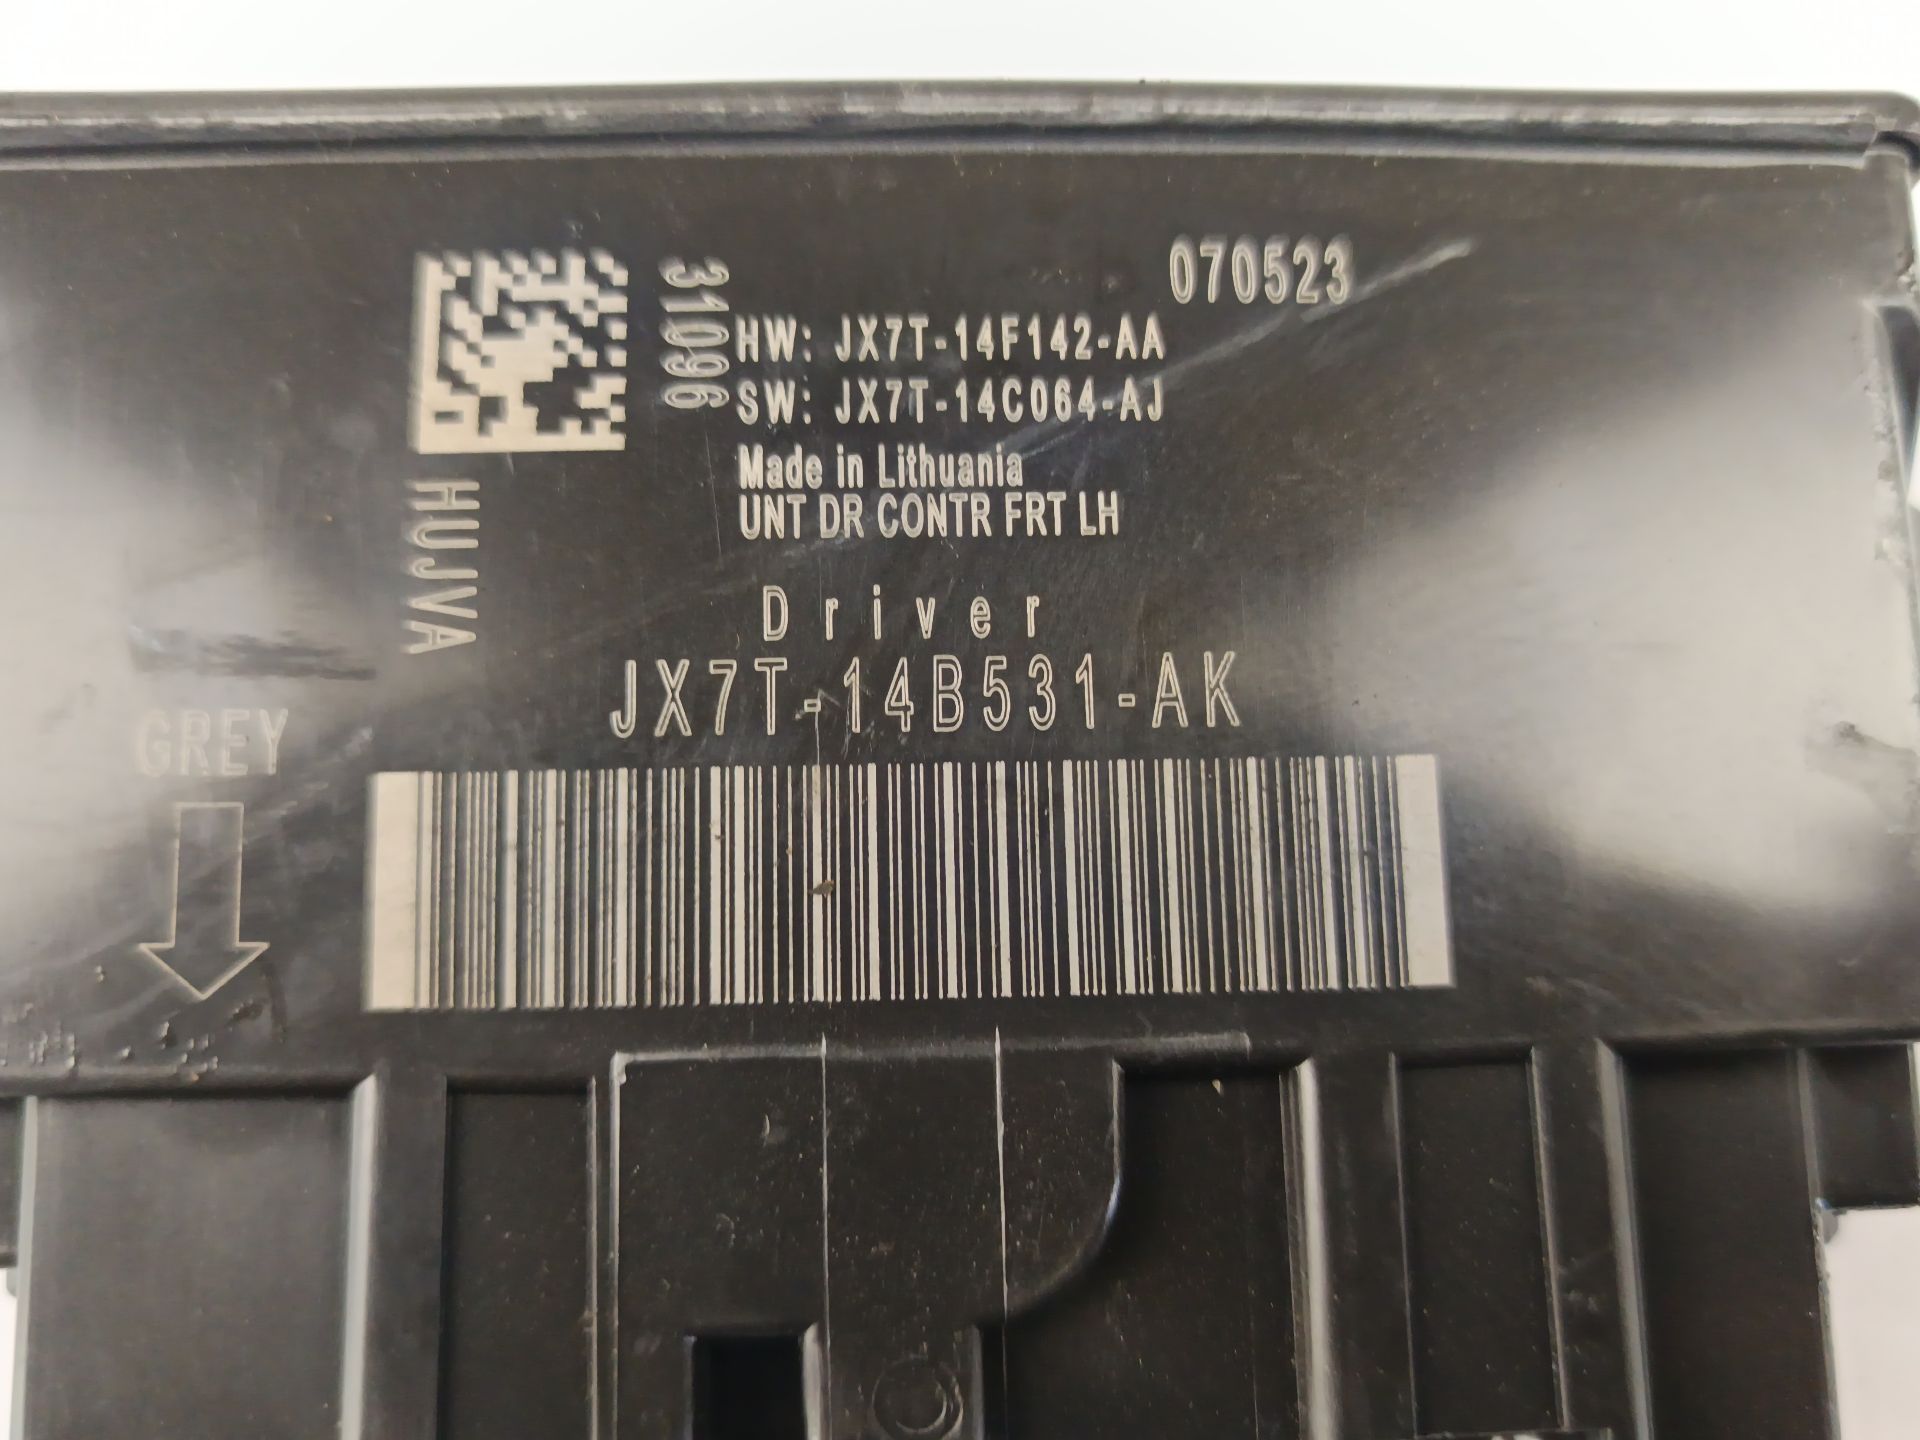 070523
310996
HW: JX7T-14F142-AA
SW: JX7T-14C064-AJ
Made in Lithuania
UNT DR CONTR FRT LH
HUJVA
Driver
JX7T-14B531-AK
GREY